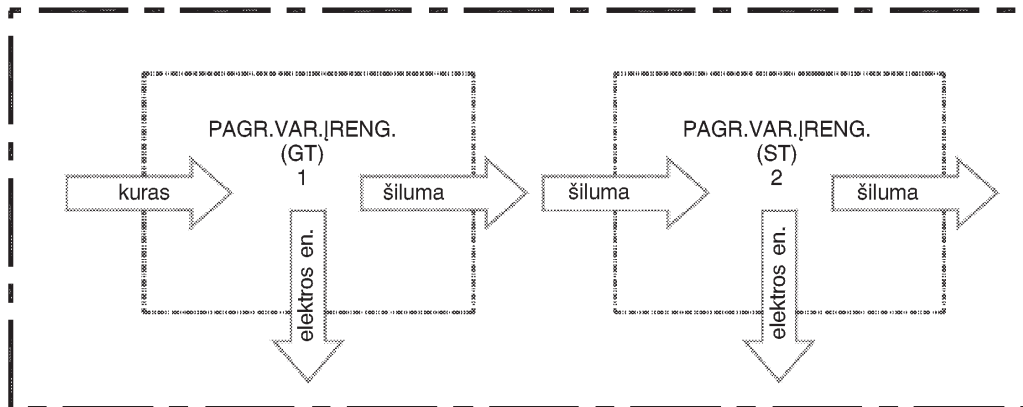 PAGR.VAR.ĮRENG.
(GT)
1
kuras
šiluma
elektros en.
PAGR.VAR.ĮRENG.
(ST)
2
šiluma
šiluma
elektros en.